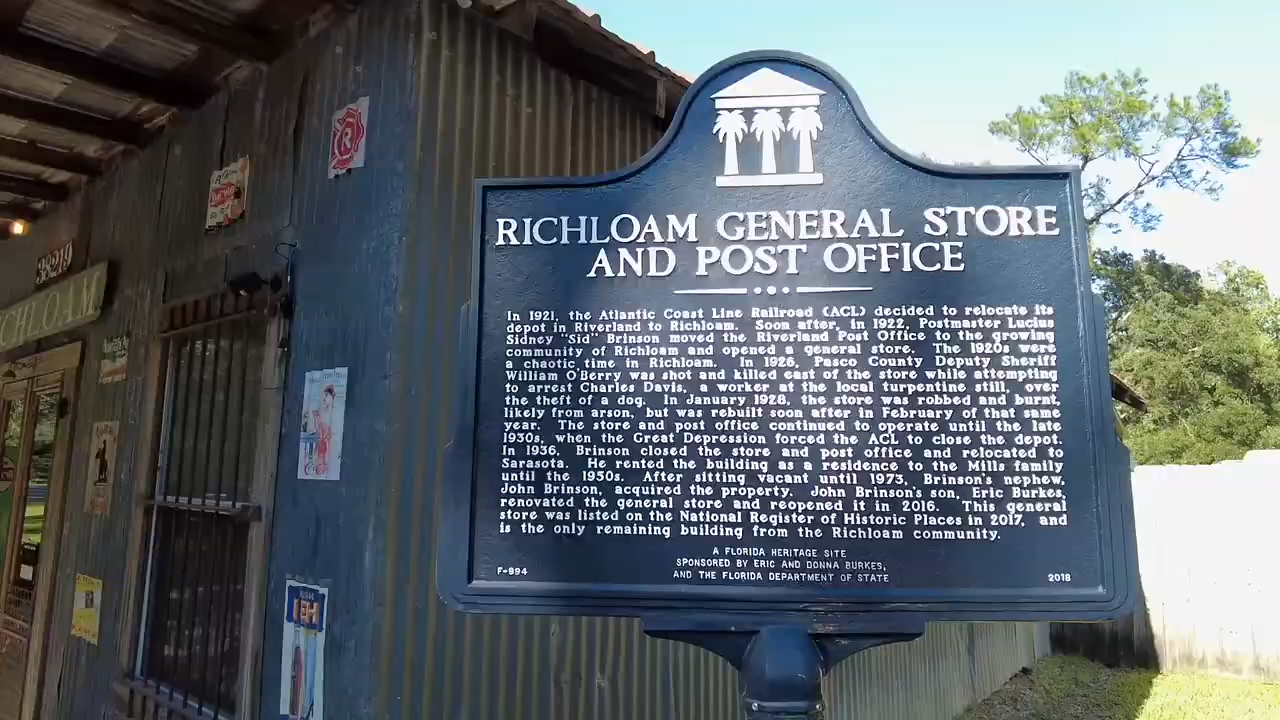 38219
CHLOAM
R
RICHLOAM GENERAL STORE
AND POST OFFICE
In 1921, the Atlantic Coast Line Railroad (ACL) decided to relocate its
depot in Riverland to Richloam. Soon after, in 1922, Postmaster Lucius
Sidney "Sid" Brinson moved the Riverland Post Office to the growing
community of Richloam and opened a general store. The 1920s were
a chaotic time in Richloam. In 1926, Pasco County Deputy Sheriff
William O'Berry was shot and killed east of the store while attempting
to arrest Charles Davis, a worker at the local turpentine still, over
the theft of a dog. In January 1928, the store was robbed and burnt,
likely from arson, but was rebuilt soon after in February of that same
year. The store and post office continued to operate until the late
1930s, when the Great Depression forced the ACL to close the depot.
In 1936, Brinson closed the store and post office and relocated to
Sarasota. He rented the building as a residence to the Mills family
until the 1950s. After sitting vacant until 1973, Brinson's nephew,
John Brinson, acquired the property. John Brinson's son, Eric Burkes,
renovated the general store and reopened it in 2016. This general
store was listed on the National Register of Historic Places in 2017, and
is the only remaining building from the Richloam community.
A FLORIDA HERITAGE SITE
SPONSORED BY ERIC AND DONNA BURKES,
AND THE FLORIDA DEPARTMENT OF STATE
F-994
2018